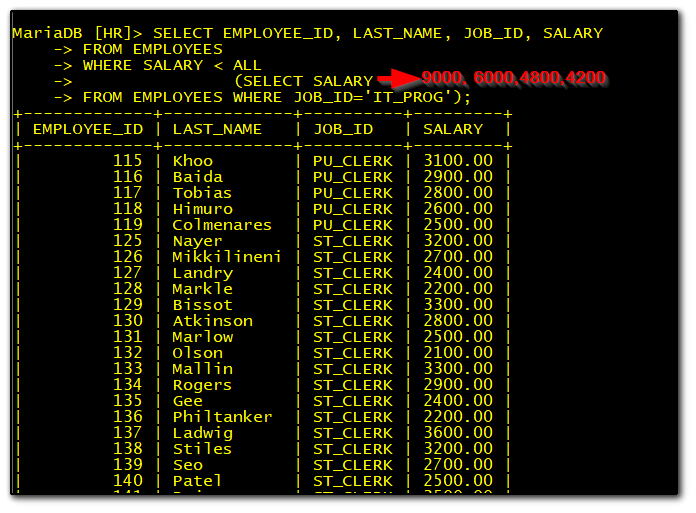 MariaDB [HR]> SELECT EMPLOYEE_ID, LAST_NAME, JOB_ID, SALARY
-> FROM EMPLOYEES
-> WHERE SALARY < ALL
-> (SELECT SALARY 9000, 6000,4800,4200
-> FROM EMPLOYEES WHERE JOB_ID='IT_PROG');
+-------------+-------------+----------+---------+
| EMPLOYEE_ID | LAST_NAME | JOB_ID | SALARY |
+-------------+-------------+----------+---------+
| 115 | Khoo | PU_CLERK | 3100.00 |
| 116 | Baida | PU_CLERK | 2900.00 |
| 117 | Tobias | PU_CLERK | 2800.00 |
| 118 | Himuro | PU_CLERK | 2600.00 |
| 119 | Colmenares | PU_CLERK | 2500.00 |
| 125 | Nayer | ST_CLERK | 3200.00 |
| 126 | Mikkilineni | ST_CLERK | 2700.00 |
| 127 | Landry | ST_CLERK | 2400.00 |
| 128 | Markle | ST_CLERK | 2200.00 |
| 129 | Bissot | ST_CLERK | 3300.00 |
| 130 | Atkinson | ST_CLERK | 2800.00 |
| 131 | Marlow | ST_CLERK | 2500.00 |
| 132 | Olson | ST_CLERK | 2100.00 |
| 133 | Mallin | ST_CLERK | 3300.00 |
| 134 | Rogers | ST_CLERK | 2900.00 |
| 135 | Gee | ST_CLERK | 2400.00 |
| 136 | Philtanker | ST_CLERK | 2200.00 |
| 137 | Ladwig | ST_CLERK | 3600.00 |
| 138 | Stiles | ST_CLERK | 3200.00 |
| 139 | Seo | ST_CLERK | 2700.00 |
| 140 | Patel | ST_CLERK | 2500.00 |